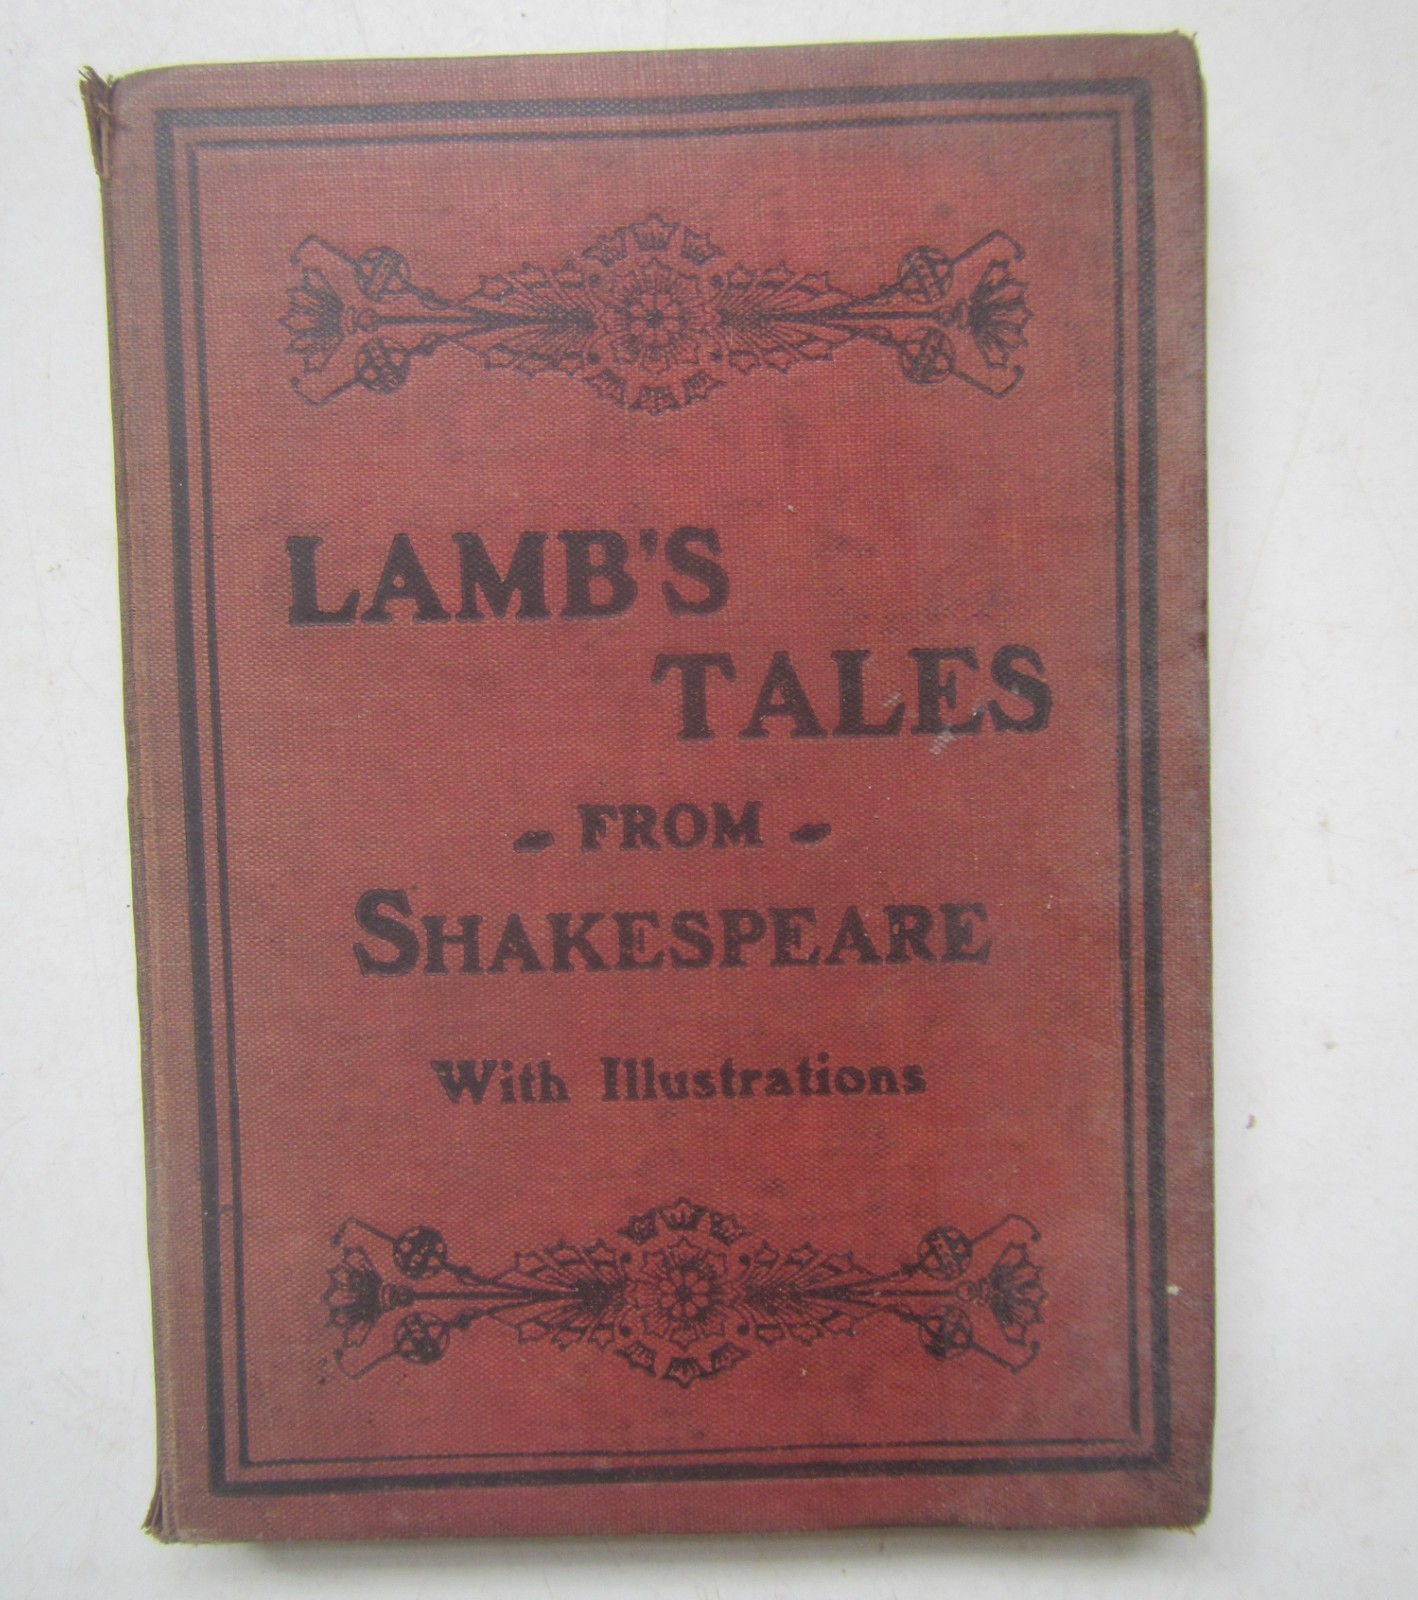 LAMB'S
TALES
- FROM -
SHAKESPEARE
With Illustrations